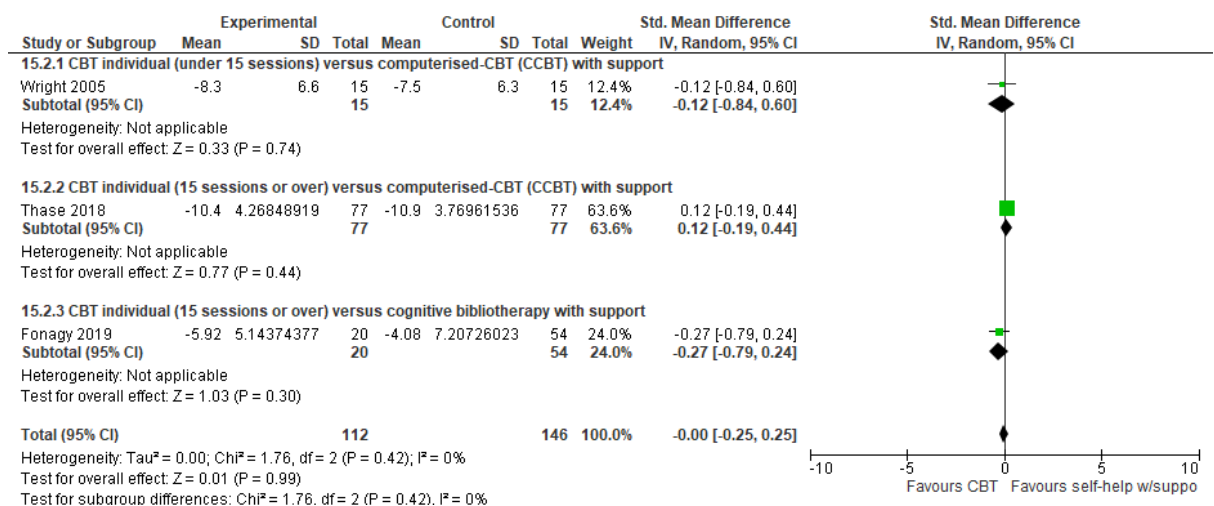 Experimental Control Std. Mean Difference Std. Mean Difference
Study or Subgroup Mean SD Total Mean SD Total Weight IV, Random, 95% CI IV, Random, 95% CI
15.2.1 CBT individual (under 15 sessions) versus computerised-CBT (CCBT) with support
Wright 2005 -8.3 6.6 15 -7.5 6.3 15 12.4% -0.12 [-0.84, 0.60]
Subtotal (95% CI) 15 15 12.4% -0.12 [-0.84, 0.60]
Heterogeneity: Not applicable
Test for overall effect: Z = 0.33 (P = 0.74)
15.2.2 CBT individual (15 sessions or over) versus computerised-CBT (CCBT) with support
Thase 2018 -10.4 4.26848919 77 -10.9 3.76961536 77 63.6% 0.12 [-0.19, 0.44]
Subtotal (95% CI) 77 77 63.6% 0.12 [-0.19, 0.44]
Heterogeneity: Not applicable
Test for overall effect: Z = 0.77 (P = 0.44)
15.2.3 CBT individual (15 sessions or over) versus cognitive bibliotherapy with support
Fonagy 2019 -5.92 5.14374377 20 -4.08 7.20726023 54 24.0% -0.27 [-0.79, 0.24]
Subtotal (95% CI) 20 54 24.0% -0.27 [-0.79, 0.24]
Heterogeneity: Not applicable
Test for overall effect: Z = 1.03 (P = 0.30)
Total (95% CI) 112 146 100.0% -0.00 [-0.25, 0.25]
Heterogeneity: Tau² = 0.00; Chi² = 1.76, df = 2 (P = 0.42); I² = 0%
Test for overall effect: Z = 0.01 (P = 0.99)
Test for subgroup differences: Chi² = 1.76, df = 2 (P = 0.42), I² = 0%
-10 -5 0 5 10
Favours CBT Favours self-help w/suppo